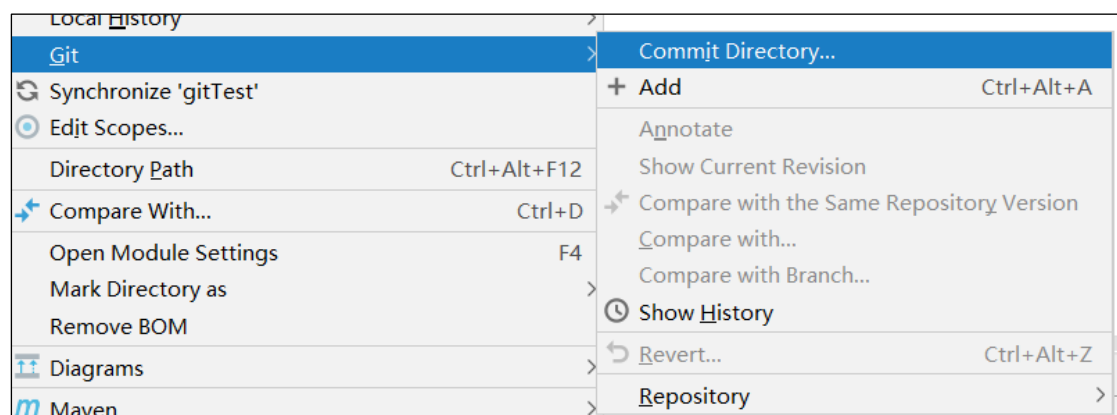 Local History
Git
Synchronize 'gitTest'
Edit Scopes...
Directory Path Ctrl+Alt+F12
Compare With... Ctrl+D
Open Module Settings F4
Mark Directory as
Remove BOM
Diagrams
Maven
Commit Directory...
Add Ctrl+Alt+A
Annotate
Show Current Revision
Compare with the Same Repository Version
Compare with...
Compare with Branch...
Show History
Revert... Ctrl+Alt+Z
Repository